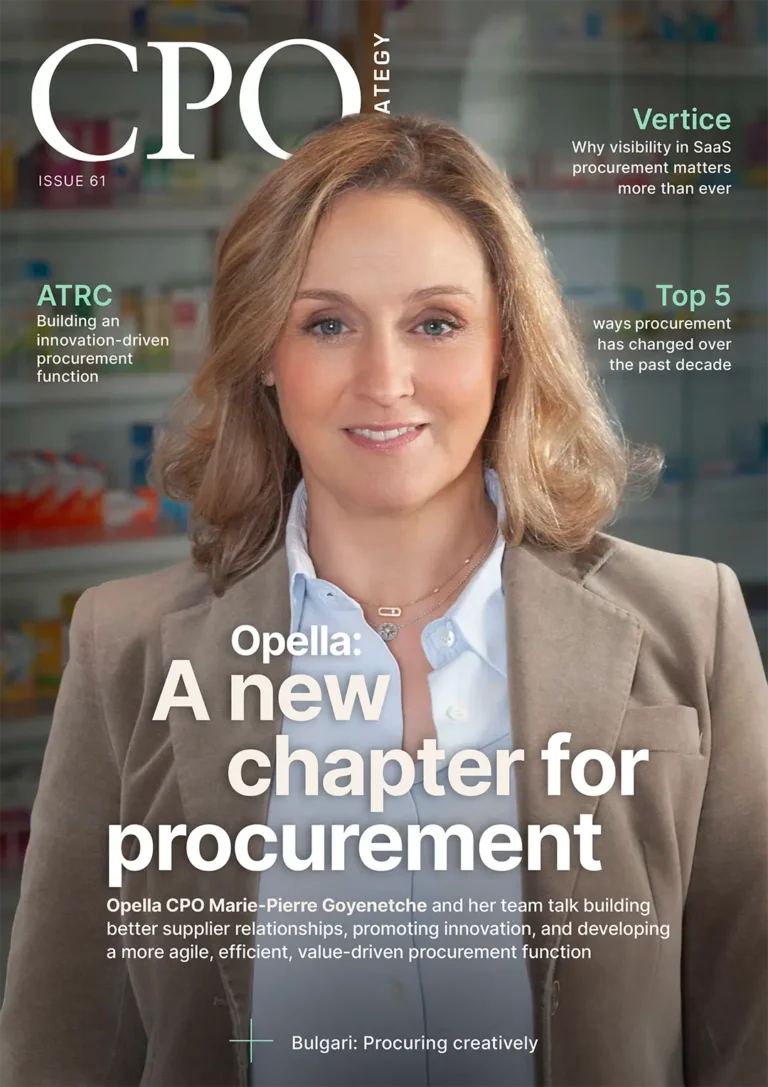 CPO
ATEGY
ISSUE 61
Vertice
Why visibility in SaaS
procurement matters
more than ever
ATRC
Building an
innovation-driven
procurement
function
Top 5
ways procurement
has changed over
the past decade
Opella:
A new
chapter for
procurement
Opella CPO Marie-Pierre Goyenetche and her team talk building
better supplier relationships, promoting innovation, and developing
a more agile, efficient, value-driven procurement function
Bulgari: Procuring creatively